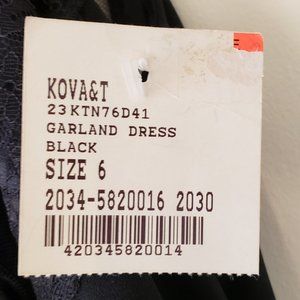 KOVA&T
23KTN76D41
GARLAND DRESS
BLACK
SIZE 6
2034-5820016 2030
420345820014